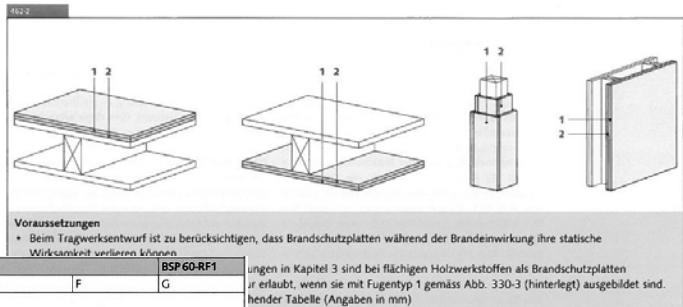 462-2
1 2
1 2
1 2
1
2
Voraussetzungen
• Beim Tragwerksentwurf ist zu berücksichtigen, dass Brandschutzplatten während der Brandeinwirkung ihre statische
Wirksamkeit verlieren können
BSP 60-RF1
F G
ungen in Kapitel 3 sind bei flächigen Holzwerkstoffen als Brandschutzplatten
ur erlaubt, wenn sie mit Fugentyp 1 gemäss Abb. 330-3 (hinterlegt) ausgebildet sind.
hender Tabelle (Angaben in mm)